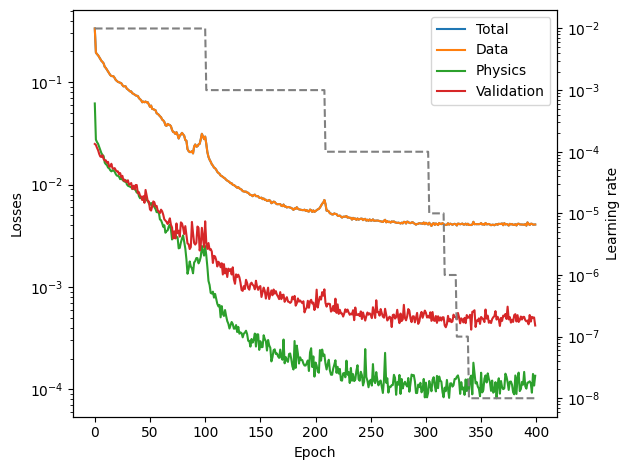 Total
Data
Physics
Validation
Losses
10⁻¹
10⁻²
10⁻³
10⁻⁴
10⁻²
10⁻³
10⁻⁴
10⁻⁵
10⁻⁶
10⁻⁷
10⁻⁸
Learning rate
0 50 100 150 200 250 300 350 400
Epoch